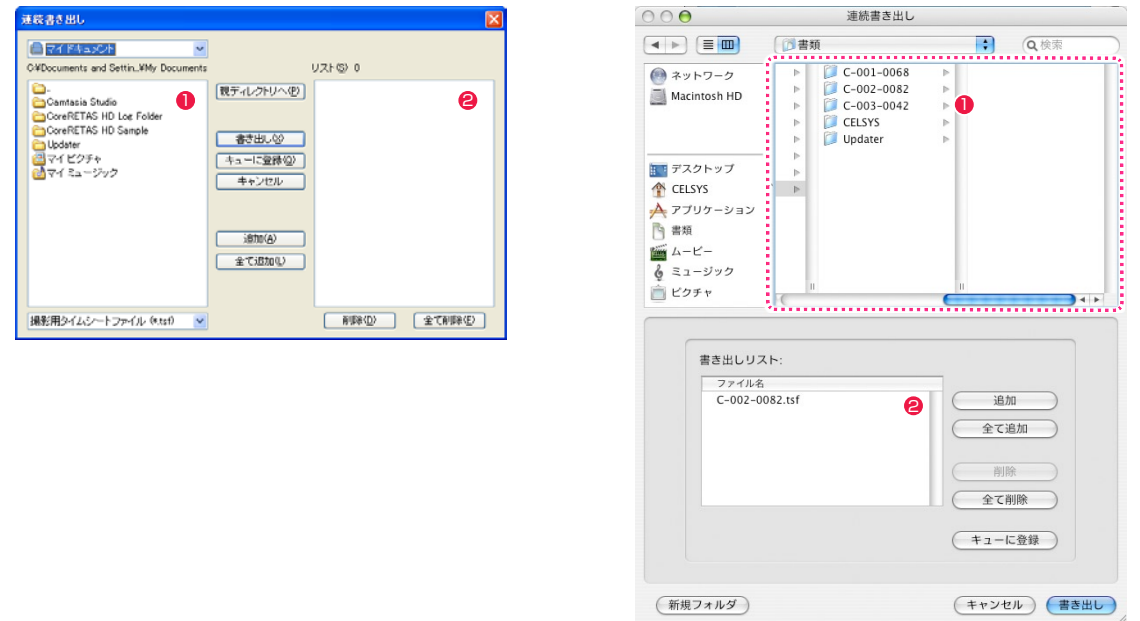 連続書き出し
マイドキュメント
C:¥Documents and Settin...¥My Documents
リスト(S) 0
..
Camtasia Studio
CoreRETAS HD Log Folder
CoreRETAS HD Sample
Updater
マイ ピクチャ
マイ ミュージック
❶
親ディレクトリへ(P)
書き出し(X)
キューに登録(Q)
キャンセル
追加(A)
全て追加(L)
❷
撮影用タイムシートファイル (*.tsf)
削除(D)
全て削除(E)
連続書き出し
書類
検索
ネットワーク
Macintosh HD
デスクトップ
CELSYS
アプリケーション
書類
ムービー
ミュージック
ピクチャ
C-001-0068
C-002-0082
C-003-0042
CELSYS
Updater
❶
書き出しリスト:
ファイル名
C-002-0082.tsf
❷
追加
全て追加
削除
全て削除
キューに登録
新規フォルダ
キャンセル
書き出し